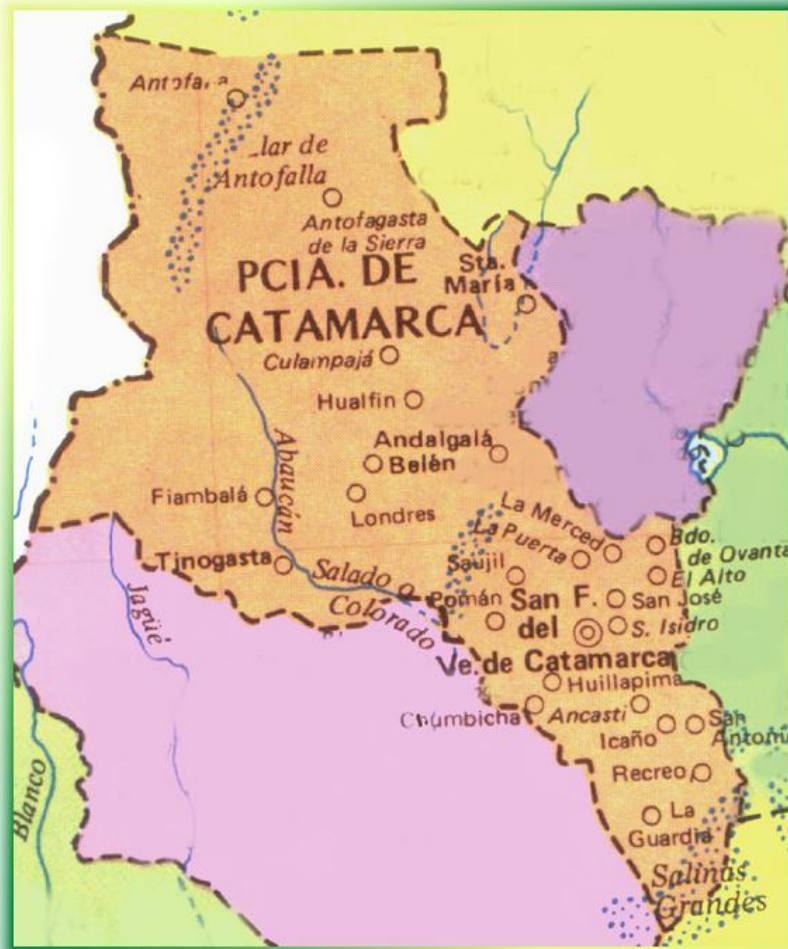 lar de
Antofalla
Antofagasta
de la Sierra
PCIA. DE
CATAMARCA
Sta.
María
Culampajá
Hualfin
Andalgalá
Belén
Abaucán
Fiambalá
Londres
La Merced
La Puerta
Bdo.
de Ovanta
Tinogasta
Saujil
El Alto
Salado o
Colorado
Pomán
San F.
del
Ve. de Catamarca
San José
S. Isidro
Jagüé
Huillapima
Chumbicha
Ancasti
Icaño
San
Recreo
La
Guardia
Blanco
Salinas
Grandes